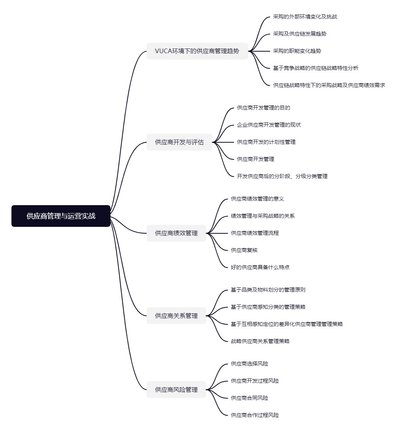 供应商管理与运营实战
VUCA环境下的供应商管理趋势
采购的外部环境变化及挑战
采购及供应链发展趋势
采购的职能变化趋势
基于竞争战略的供应链战略特性分析
供应链战略特性下的采购战略及供应商绩效需求
供应商开发与评估
供应商开发管理的目的
企业供应商开发管理的现状
供应商开发的计划性管理
供应商开发管理
开发供应商后的分阶段、分级分类管理
供应商绩效管理
供应商绩效管理的意义
绩效管理与采购战略的关系
供应商绩效管理流程
供应商复核
好的供应商具备什么特点
供应商关系管理
基于品类及物料划分的管理原则
基于供应商感知分类的管理策略
基于互相感知定位的差异化供应商管理管理策略
战略供应商关系管理策略
供应商风险管理
供应商选择风险
供应商开发过程风险
供应商合同风险
供应商合作过程风险